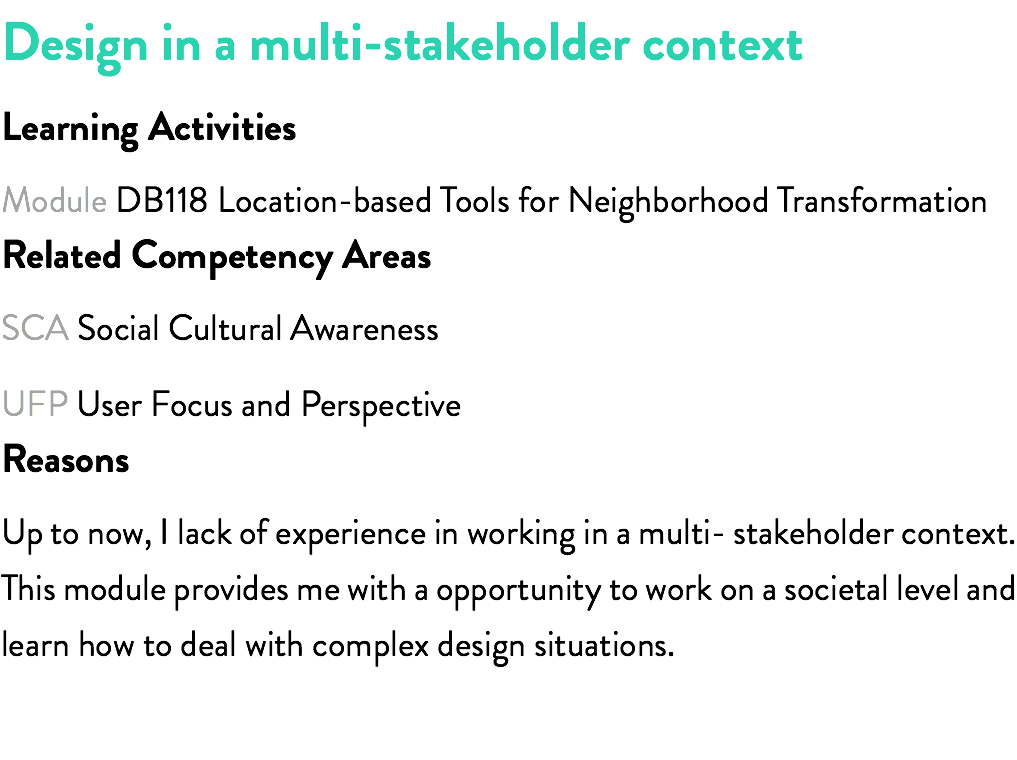 Design in a multi-stakeholder context
Learning Activities
Module DB118 Location-based Tools for Neighborhood Transformation
Related Competency Areas
SCA Social Cultural Awareness
UFP User Focus and Perspective
Reasons
Up to now, I lack of experience in working in a multi- stakeholder context.
This module provides me with a opportunity to work on a societal level and
learn how to deal with complex design situations.